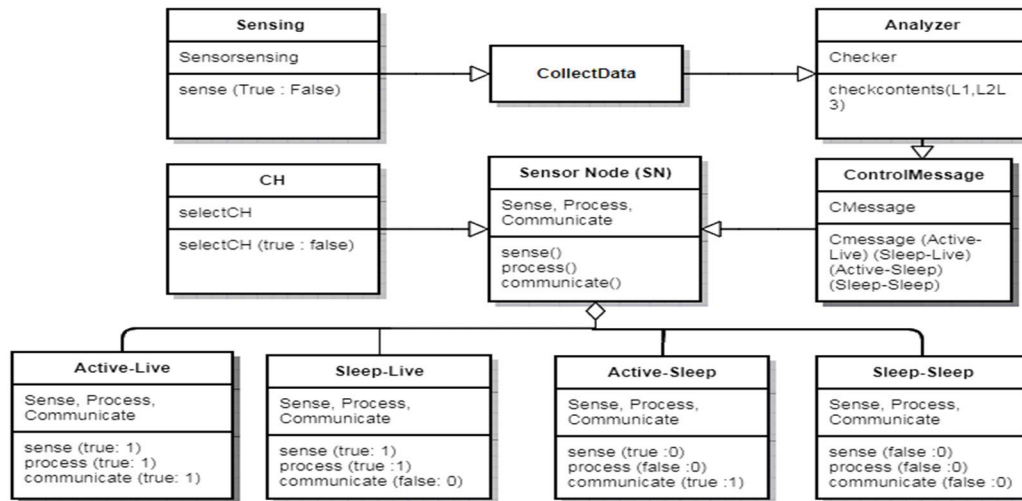 Sensing
Sensorsensing
sense (True : False)
CollectData
Analyzer
Checker
checkcontents(L1,L2L
3)
CH
selectCH
selectCH (true : false)
Sensor Node (SN)
Sense, Process,
Communicate
sense()
process()
communicate()
ControlMessage
CMessage
Cmessage (Active-
Live) (Sleep-Live)
(Active-Sleep)
(Sleep-Sleep)
Active-Live
Sense, Process,
Communicate
sense (true: 1)
process (true: 1)
communicate (true: 1)
Sleep-Live
Sense, Process,
Communicate
sense (true: 1)
process (true :1)
communicate (false: 0)
Active-Sleep
Sense, Process,
Communicate
sense (true :0)
process (false :0)
communicate (true :1)
Sleep-Sleep
Sense, Process,
Communicate
sense (false :0)
process (false :0)
communicate (false :0)